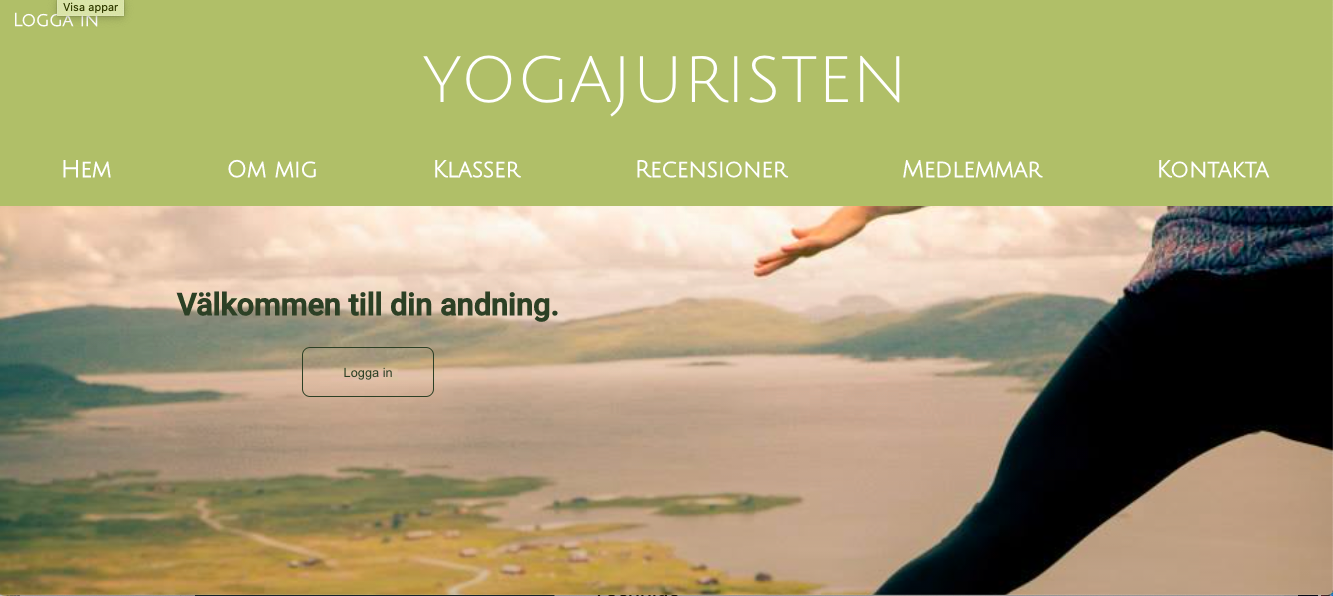 Visa appar
Logga in
YOGAJURISTEN
Hem Om mig Klasser Recensioner Medlemmar Kontakta
Välkommen till din andning.
Logga in